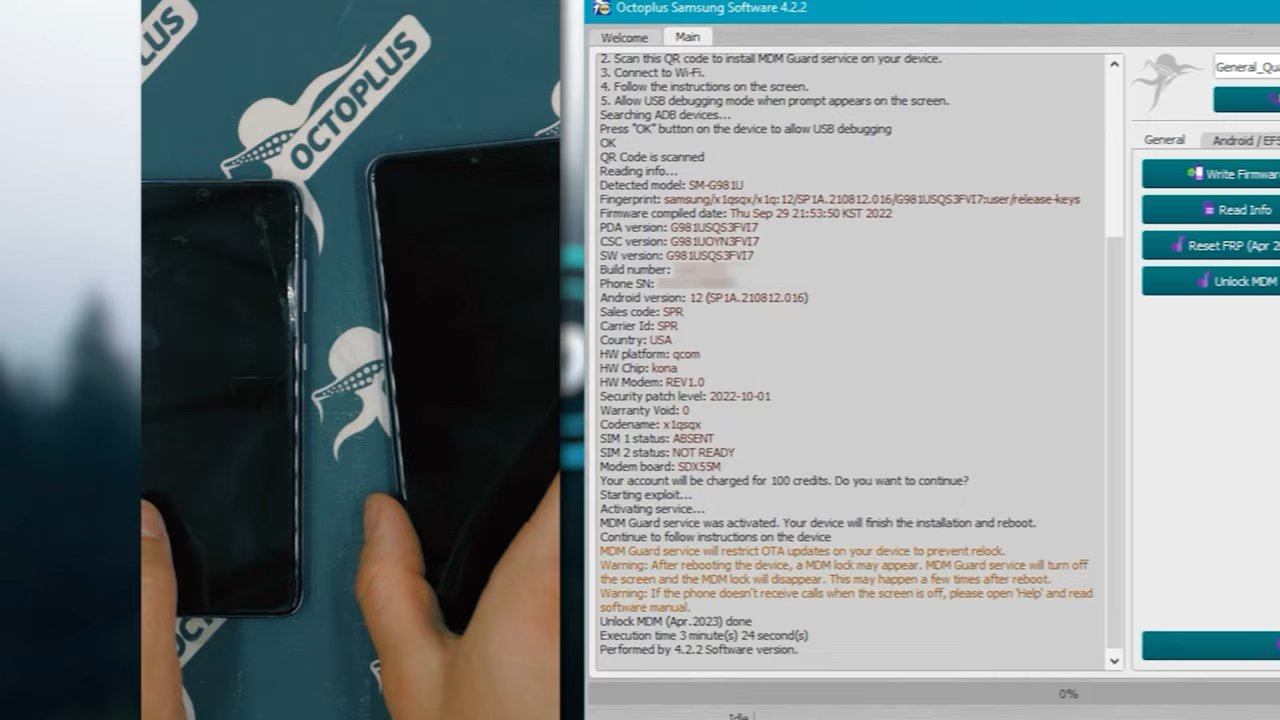 LUS
OCTOPLUS
Octoplus Samsung Software 4.2.2
Welcome
Main
2. Scan this QR code to install MDM Guard service on your device.
3. Connect to Wi-Fi.
4. Follow the instructions on the screen.
5. Allow USB debugging mode when prompt appears on the screen.
Searching ADB devices...
Press "OK" button on the device to allow USB debugging
OK
QR Code is scanned
Reading info...
Detected model: SM-G981U
Fingerprint: samsung/x1qsqx/x1q:12/SP1A.210812.016/G981USQS3FVI7:user/release-keys
Firmware compiled date: Thu Sep 29 21:53:50 KST 2022
PDA version: G981USQS3FVI7
CSC version: G981UOYN3FVI7
SW version: G981USQS3FVI7
Build number:
Phone SN:
Android version: 12 (SP1A.210812.016)
Sales code: SPR
Carrier Id: SPR
Country: USA
HW platform: qcom
HW Chip: kona
HW Modem: REV1.0
Security patch level: 2022-10-01
Warranty Void: 0
Codename: x1qsqx
SIM 1 status: ABSENT
SIM 2 status: NOT READY
Modem board: SDX55M
Your account will be charged for 100 credits. Do you want to continue?
Starting exploit...
Activating service...
MDM Guard service was activated. Your device will finish the installation and reboot.
Continue to follow instructions on the device
MDM Guard service will restrict OTA updates on your device to prevent relock.
Warning: After rebooting the device, a MDM lock may appear. MDM Guard service will turn off
the screen and the MDM lock will disappear. This may happen a few times after reboot.
Warning: If the phone doesn't receive calls when the screen is off, please open 'Help' and read
software manual.
Unlock MDM (Apr.2023) done
Execution time 3 minute(s) 24 second(s)
Performed by 4.2.2 Software version.
0%
Idle
General_Qua
General
Android / EFS
Write Firmwar
Read Info
Reset FRP (Apr 2
Unlock MDM